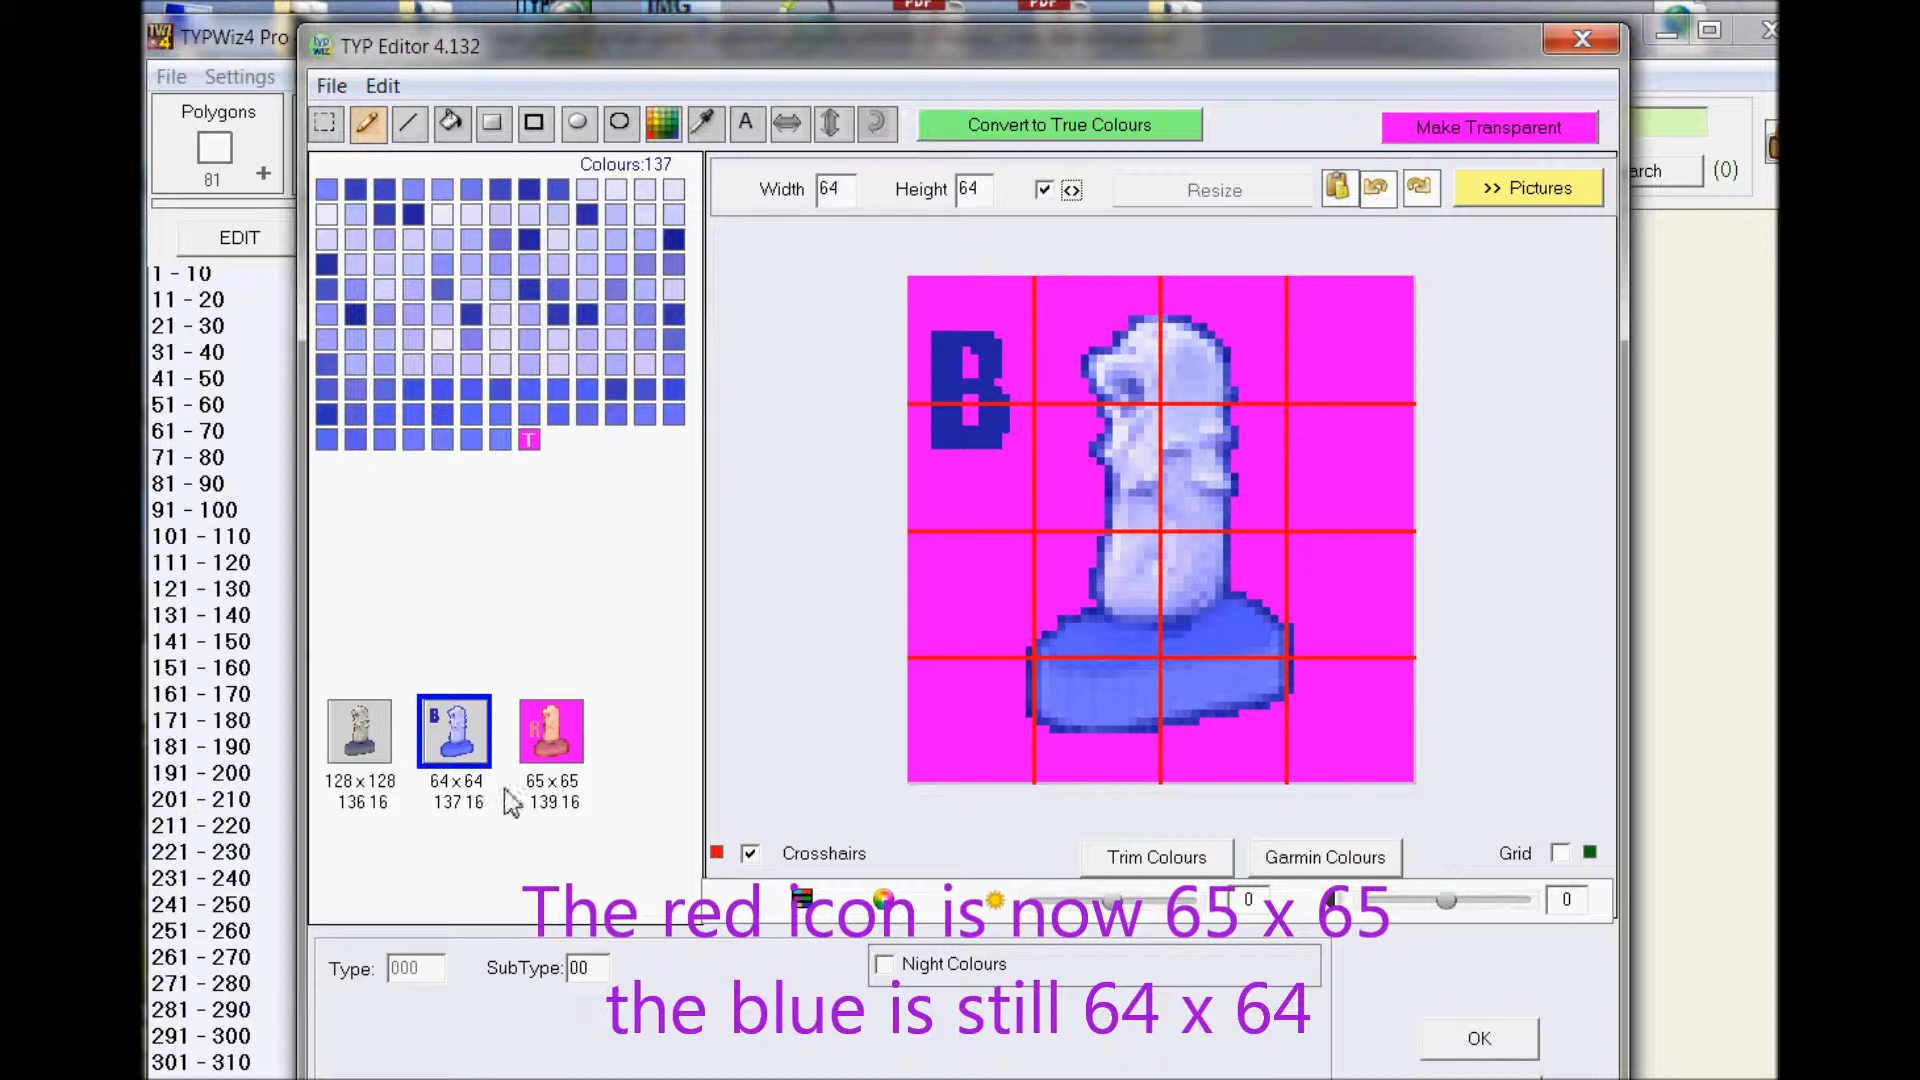 PDF
IMG
PDF
TYPWiz4 Pro
TYP Editor 4.132
File Settings
File Edit
Polygons
81
+
A
Convert to True Colours
Make Transparent
Colours:137
Width 64
Height 64
<>
Resize
>> Pictures
arch
(0)
EDIT
T
B
1 - 10
11 - 20
21 - 30
31 - 40
41 - 50
51 - 60
61 - 70
71 - 80
81 - 90
91 - 100
101 - 110
111 - 120
121 - 130
131 - 140
141 - 150
151 - 160
161 - 170
171 - 180
181 - 190
191 - 200
201 - 210
211 - 220
221 - 230
231 - 240
241 - 250
251 - 260
261 - 270
271 - 280
281 - 290
291 - 300
301 - 310
B
R
128 x 128
136 16
64 x 64
137 16
65 x 65
139 16
Crosshairs
Trim Colours
Garmin Colours
Grid
0
0
The red icon is now 65 x 65
Type: 000
SubType: 00
Night Colours
the blue is still 64 x 64
OK